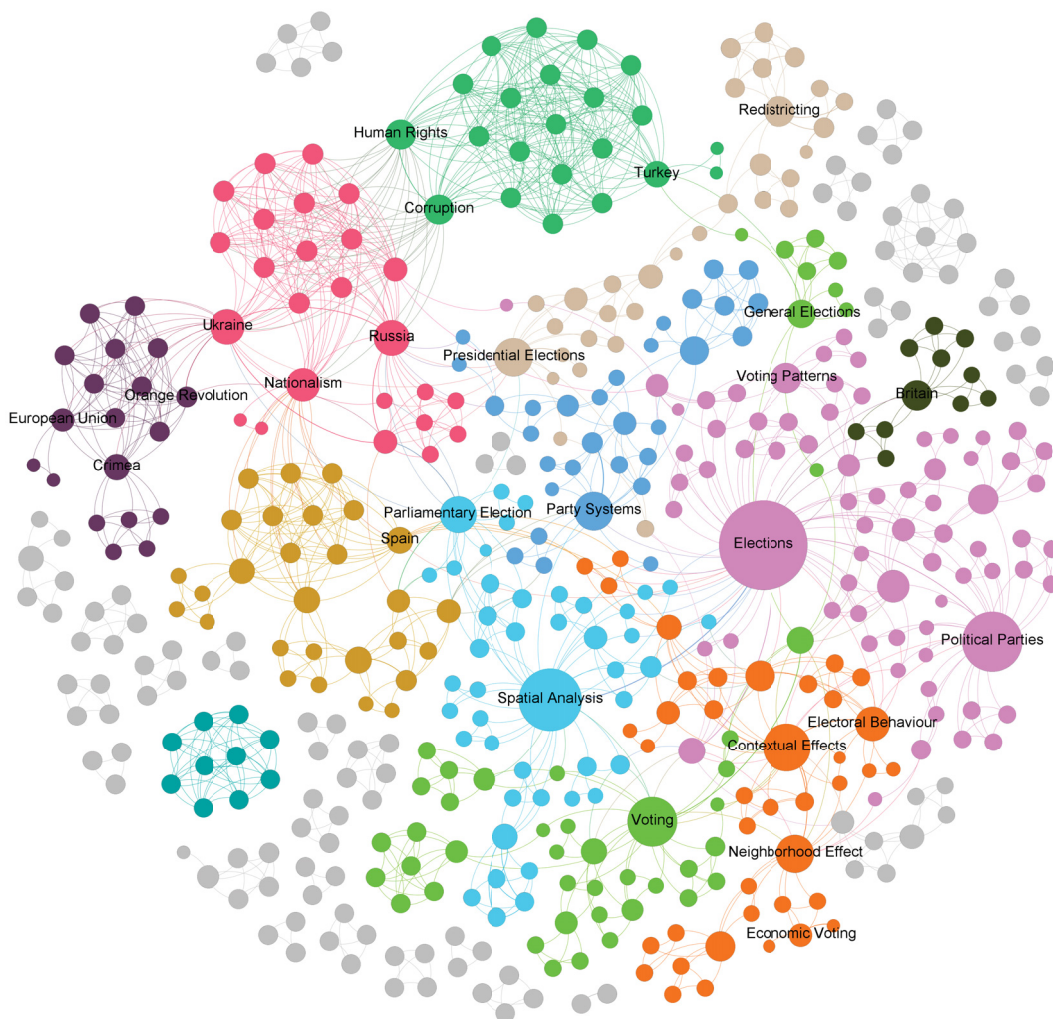 Redistricting
Human Rights
Turkey
Corruption
General Elections
Ukraine
Russia
Presidential Elections
Voting Patterns
Nationalism
Orange Revolution
Britain
European Union
Crimea
Parliamentary Election
Party Systems
Spain
Elections
Political Parties
Spatial Analysis
Electoral Behaviour
Contextual Effects
Voting
Neighborhood Effect
Economic Voting